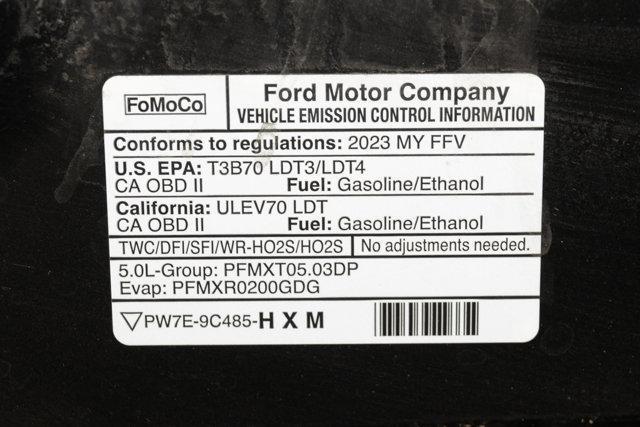 FoMoCo
Ford Motor Company
VEHICLE EMISSION CONTROL INFORMATION
Conforms to regulations: 2023 MY FFV
U.S. EPA: T3B70 LDT3/LDT4
CA OBD II Fuel: Gasoline/Ethanol
California: ULEV70 LDT
CA OBD II Fuel: Gasoline/Ethanol
TWC/DFI/SFI/WR-HO2S/HO2S No adjustments needed.
5.0L-Group: PFMXT05.03DP
Evap: PFMXR0200GDG
PW7E-9C485-H X M